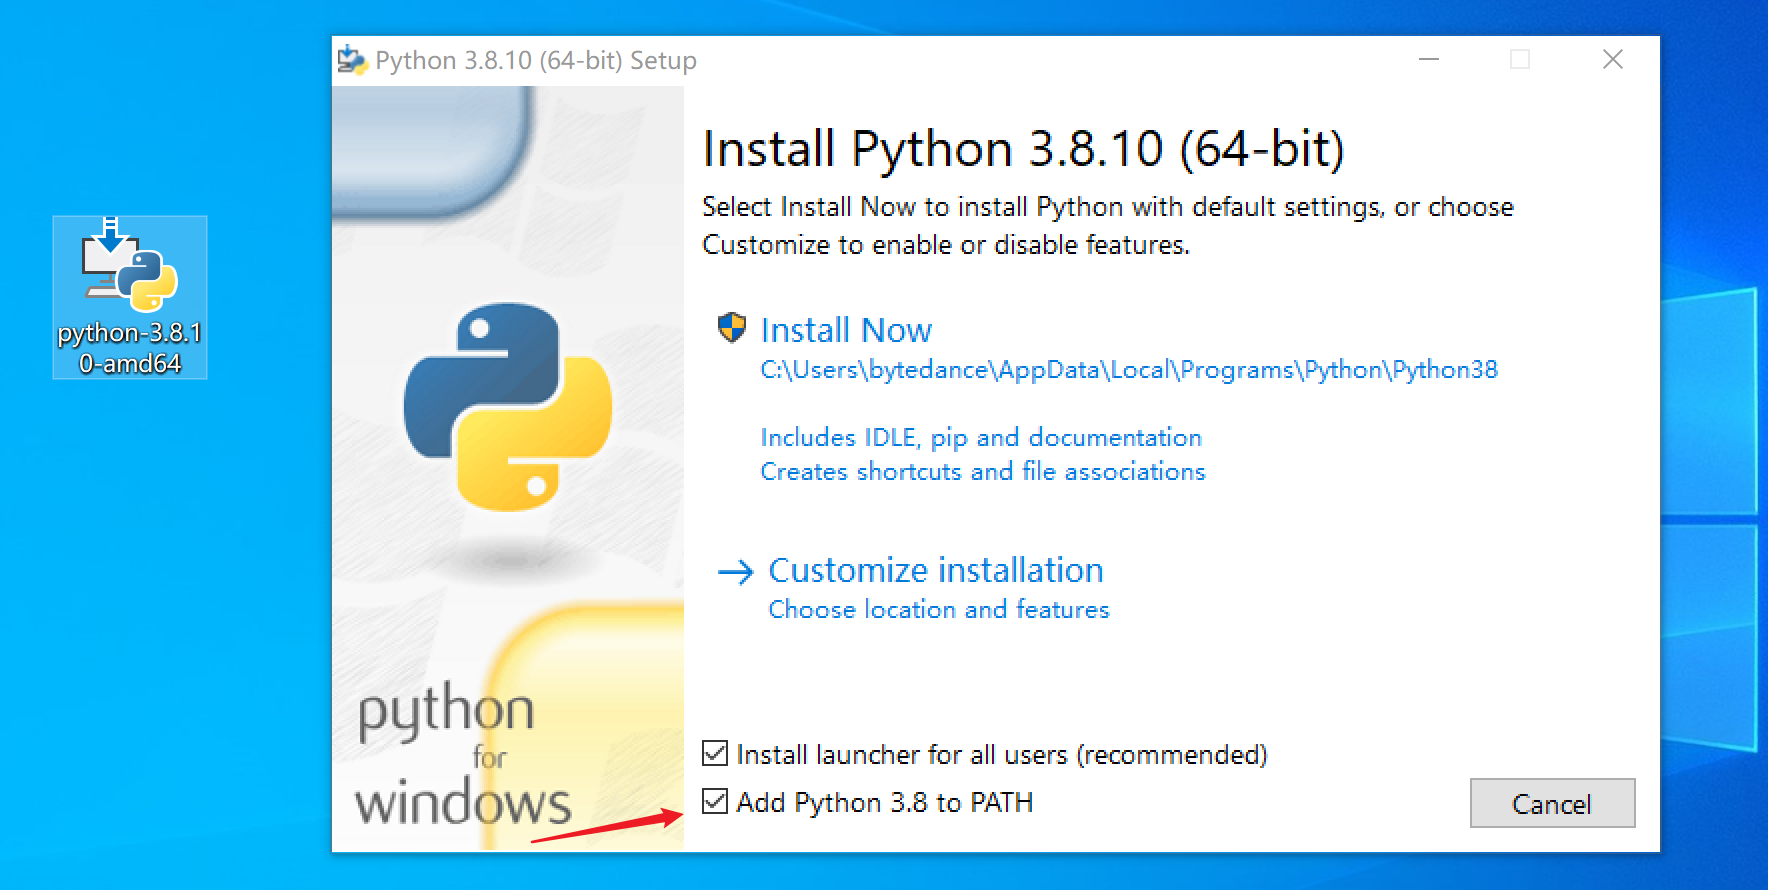 Python 3.8.10 (64-bit) Setup
Install Python 3.8.10 (64-bit)
Select Install Now to install Python with default settings, or choose
Customize to enable or disable features.
python-3.8.1
0-amd64
Install Now
C:\Users\bytedance\AppData\Local\Programs\Python\Python38
Includes IDLE, pip and documentation
Creates shortcuts and file associations
Customize installation
Choose location and features
python
for
windows
Install launcher for all users (recommended)
Add Python 3.8 to PATH
Cancel